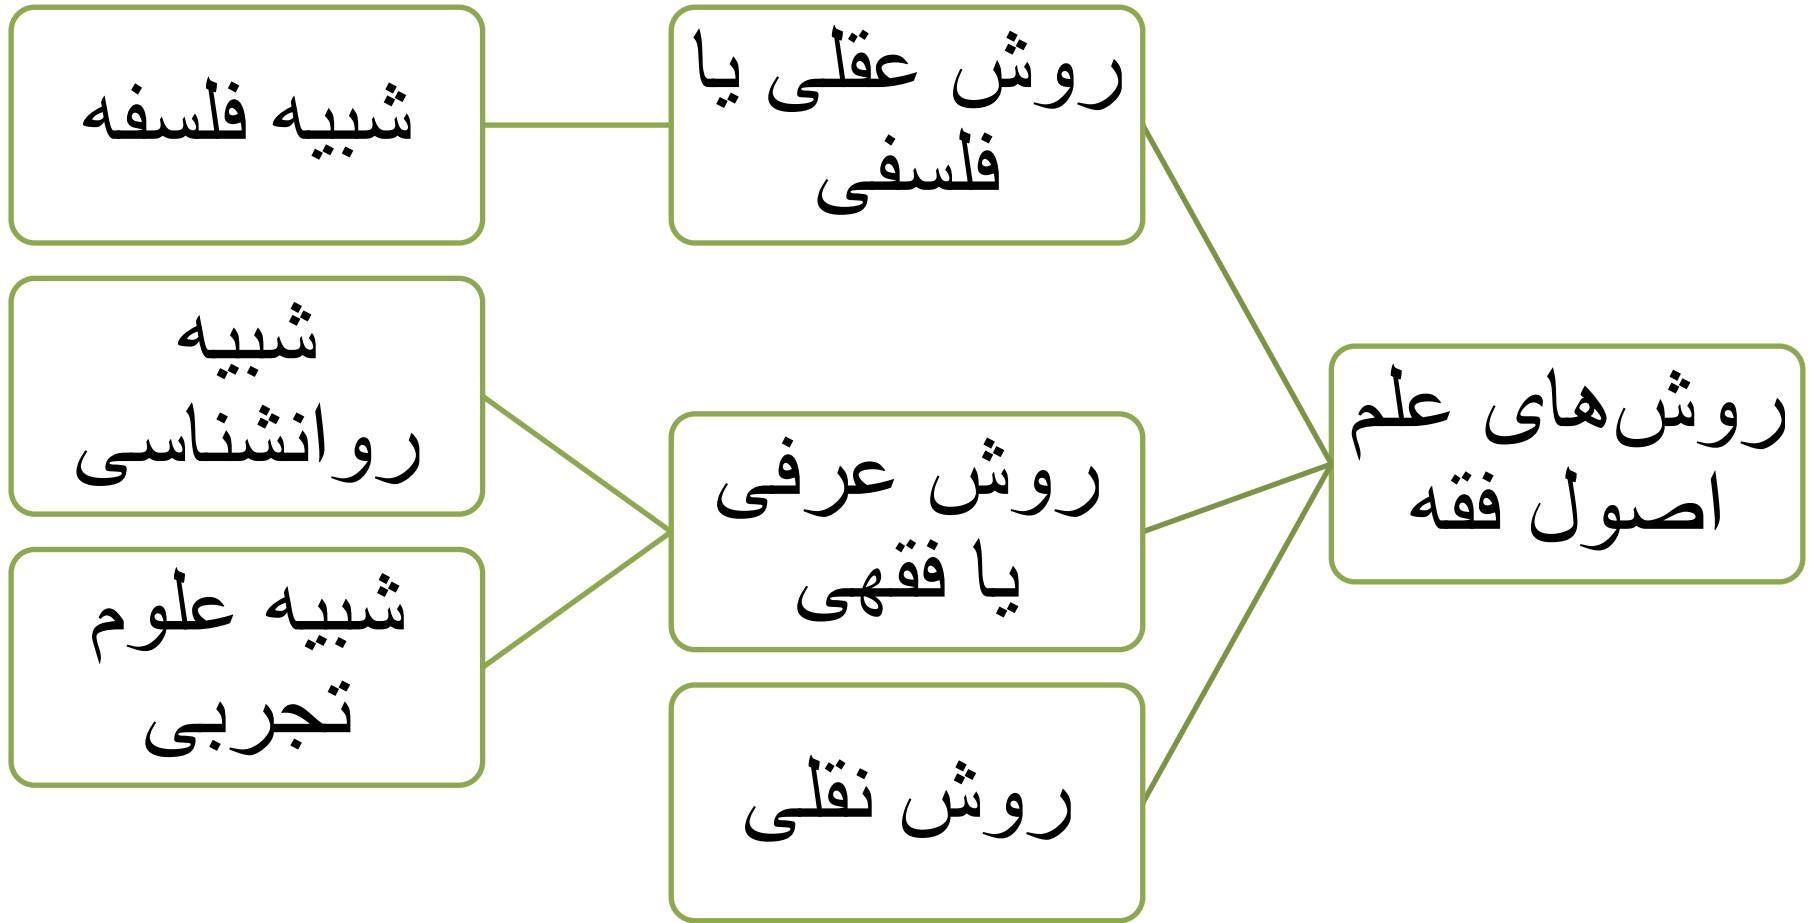 روش‌های علم
اصول فقه
روش عقلی یا
فلسفی
شبیه فلسفه
روش عرفی
یا فقهی
شبیه
روانشناسی
شبیه علوم
تجربی
روش نقلی